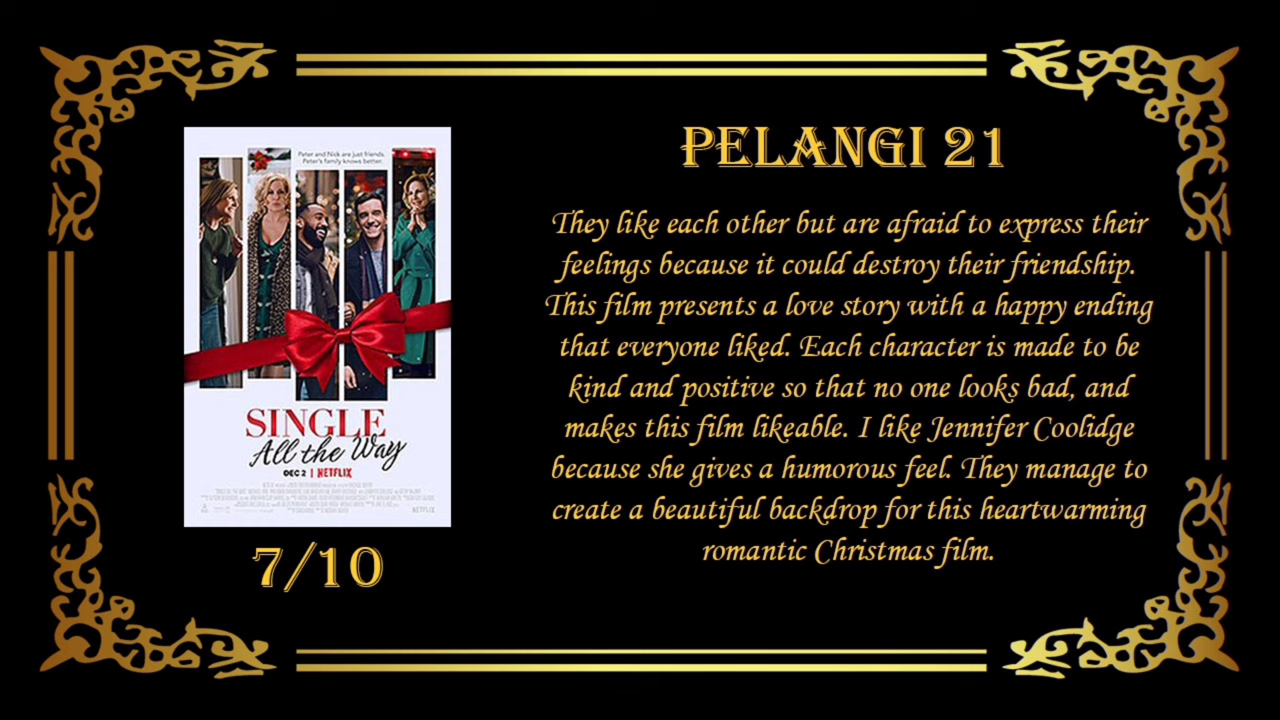 Peter and Nick are just friends.
Peter's family knows better.
SINGLE
All the Way
DEC 2 | NETFLIX
NETFLIX
7/10
PELANGI 21
They like each other but are afraid to express their
feelings because it could destroy their friendship.
This film presents a love story with a happy ending
that everyone liked. Each character is made to be
kind and positive so that no one looks bad, and
makes this film likeable. I like Jennifer Coolidge
because she gives a humorous feel. They manage to
create a beautiful backdrop for this heartwarming
romantic Christmas film.